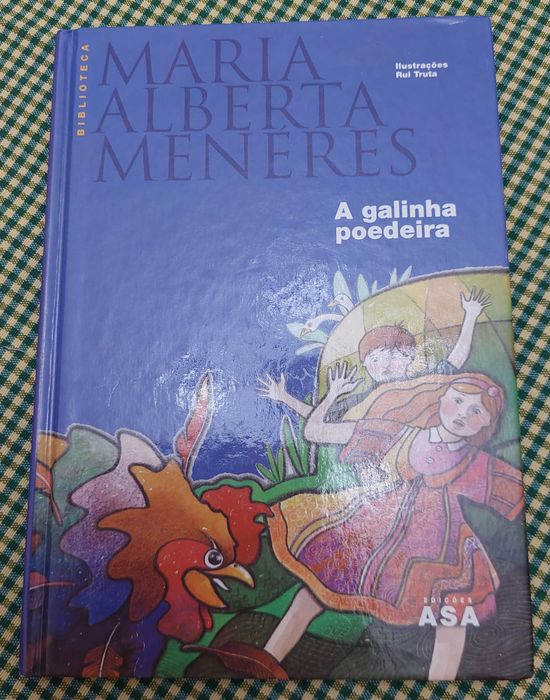 BIBLIOTECA
MARIA
ALBERTA
MENERES
Ilustrações
Rui Truta
A galinha
poedeira
EDIÇÕES
ASA